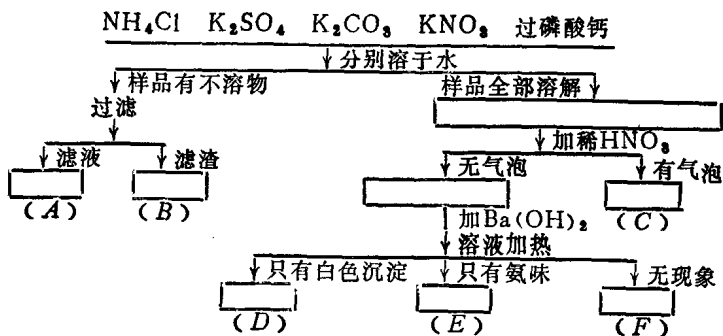 NH₄Cl K₂SO₄ K₂CO₃ KNO₃ 过磷酸钙
分别溶于水
样品有不溶物 样品全部溶解
过滤
加稀HNO₃
滤液 滤渣 无气泡 有气泡
(A) (B) (C)
加Ba(OH)₂
溶液加热
只有白色沉淀 只有氨味 无现象
(D) (E) (F)